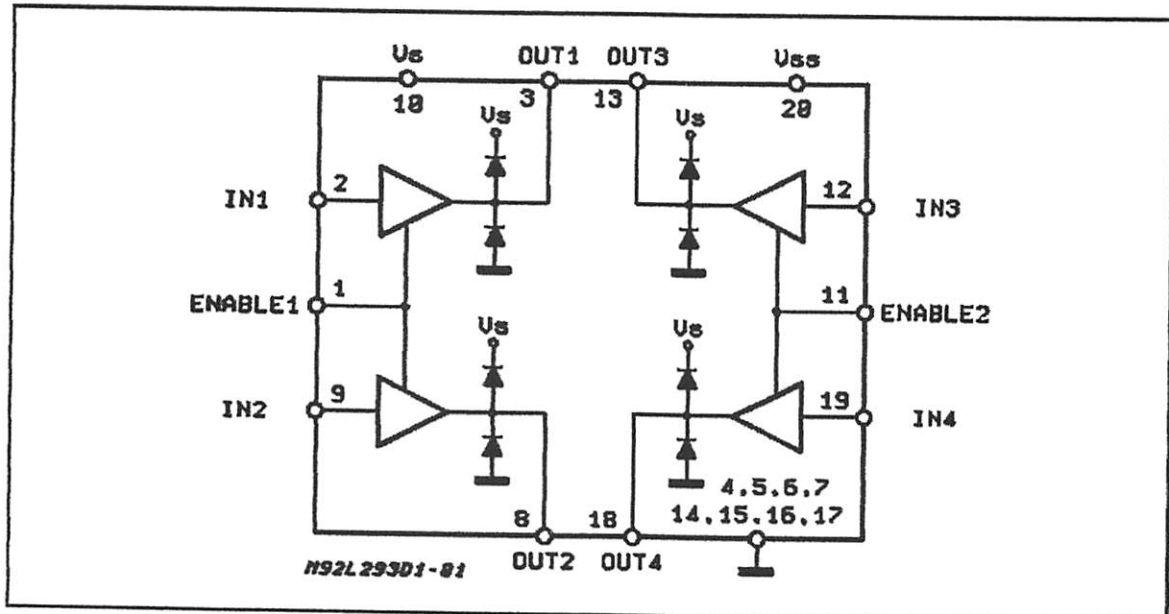 Vs OUT1 OUT3 Vss
10 3 13 20
Vs Vs
IN1 2 12 IN3
ENABLE1 1 11 ENABLE2
Vs Vs
IN2 9 19 IN4
4,5,6,7
8 18 14,15,16,17
OUT2 OUT4
M92L293D1-01